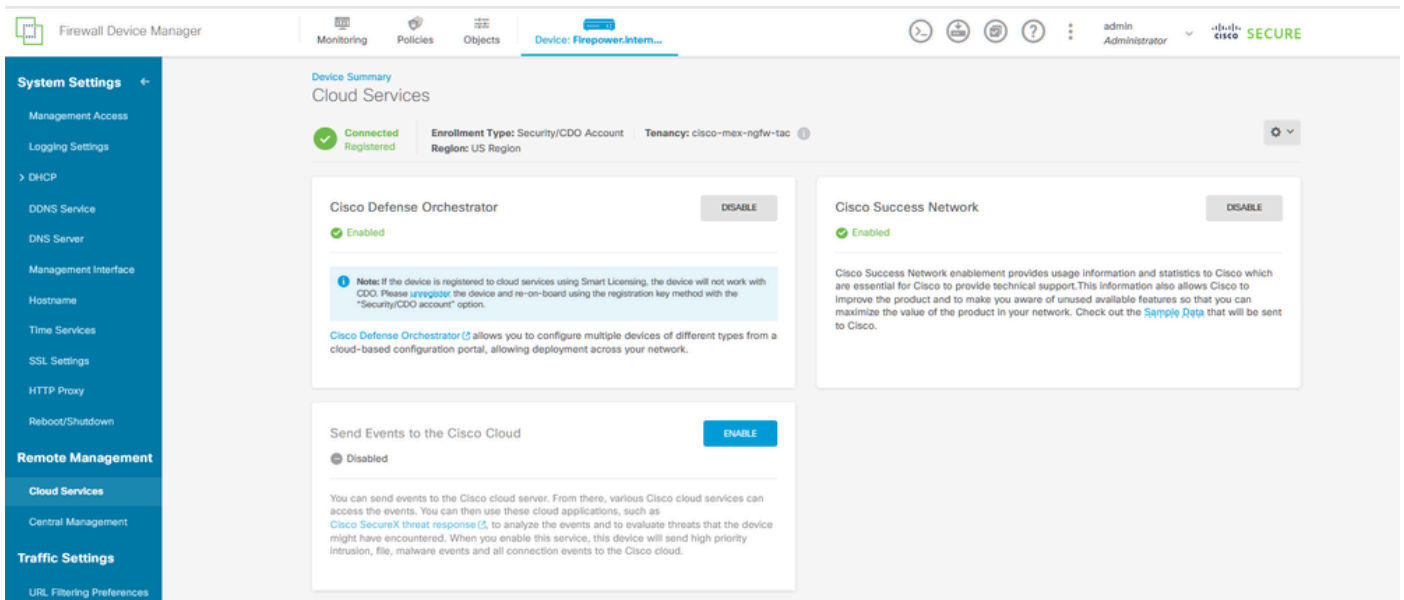 Firewall Device Manager
Monitoring
Policies
Objects
Device: Firepower.Intern...
admin
Administrator
cisco SECURE
System Settings
Management Access
Logging Settings
> DHCP
DDNS Service
DNS Server
Management Interface
Hostname
Time Services
SSL Settings
HTTP Proxy
Reboot/Shutdown
Remote Management
Cloud Services
Central Management
Traffic Settings
URL Filtering Preferences
Device Summary
Cloud Services
Connected
Registered
Enrollment Type: Security/CDO Account
Tenancy: cisco-mex-ngfw-tac
Region: US Region
Cisco Defense Orchestrator
DISABLE
Enabled
Note: If the device is registered to cloud services using Smart Licensing, the device will not work with
CDO. Please unregister the device and re-on-board using the registration key method with the
"Security/CDO account" option.
Cisco Defense Orchestrator allows you to configure multiple devices of different types from a
cloud-based configuration portal, allowing deployment across your network.
Cisco Success Network
DISABLE
Enabled
Cisco Success Network enablement provides usage information and statistics to Cisco which
are essential for Cisco to provide technical support.This information also allows Cisco to
improve the product and to make you aware of unused available features so that you can
maximize the value of the product in your network. Check out the Sample Data that will be sent
to Cisco.
Send Events to the Cisco Cloud
ENABLE
Disabled
You can send events to the Cisco cloud server. From there, various Cisco cloud services can
access the events. You can then use these cloud applications, such as
Cisco SecureX threat response, to analyze the events and to evaluate threats that the device
might have encountered. When you enable this service, this device will send high priority
intrusion, file, malware events and all connection events to the Cisco cloud.